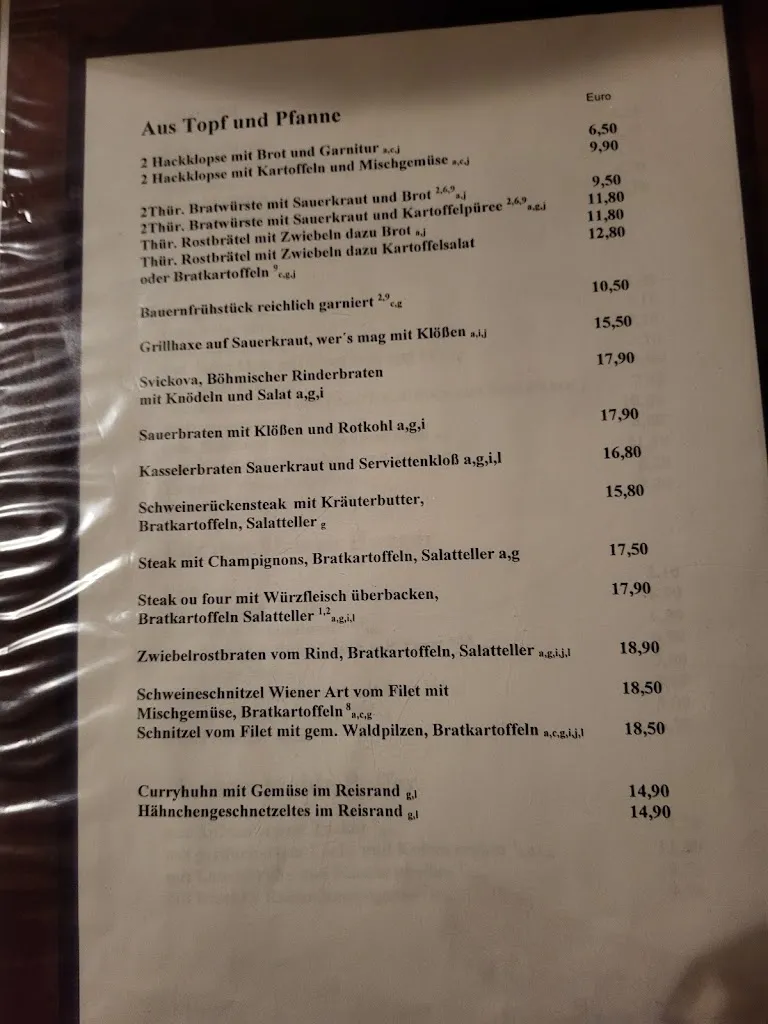 Euro
Aus Topf und Pfanne
2 Hackklopse mit Brot und Garnitur a,c,j 6,50
2 Hackklopse mit Kartoffeln und Mischgemüse a,c,j 9,90
2Thür. Bratwürste mit Sauerkraut und Brot 2,6,9 a,j 9,50
2Thür. Bratwürste mit Sauerkraut und Kartoffelpüree 2,6,9 a,g,j 11,80
Thür. Rostbrätel mit Zwiebeln dazu Brot a,j 11,80
Thür. Rostbrätel mit Zwiebeln dazu Kartoffelsalat 12,80
oder Bratkartoffeln 9 c,g,j
Bauernfrühstück reichlich garniert 2,9 c,g 10,50
Grillhaxe auf Sauerkraut, wer´s mag mit Klößen a,i,j 15,50
Svickova, Böhmischer Rinderbraten 17,90
mit Knödeln und Salat a,g,i
Sauerbraten mit Klößen und Rotkohl a,g,i 17,90
Kasselerbraten Sauerkraut und Serviettenkloß a,g,i,l 16,80
Schweinerückensteak mit Kräuterbutter, 15,80
Bratkartoffeln, Salatteller g
Steak mit Champignons, Bratkartoffeln, Salatteller a,g 17,50
Steak ou four mit Würzfleisch überbacken, 17,90
Bratkartoffeln Salatteller 1,2 a,g,i,l
Zwiebelrostbraten vom Rind, Bratkartoffeln, Salatteller a,g,i,j,l 18,90
Schweineschnitzel Wiener Art vom Filet mit 18,50
Mischgemüse, Bratkartoffeln 8 a,c,g
Schnitzel vom Filet mit gem. Waldpilzen, Bratkartoffeln a,c,g,i,j,l 18,50
Curryhuhn mit Gemüse im Reisrand g,l 14,90
Hähnchengeschnetzeltes im Reisrand g,l 14,90